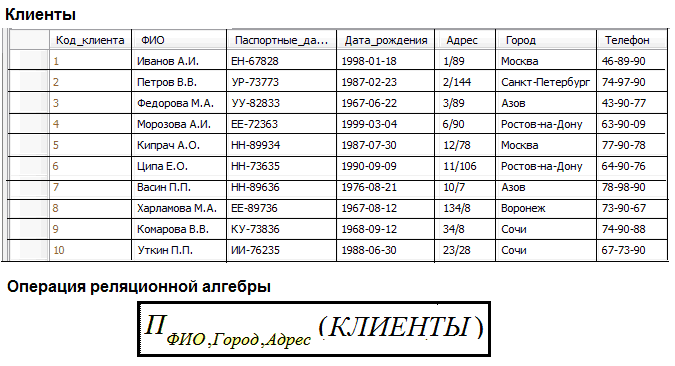 Клиенты
Код_клиента ФИО Паспортные_да... Дата_рождения Адрес Город Телефон
1 Иванов А.И. ЕН-67828 1998-01-18 1/89 Москва 46-89-90
2 Петров В.В. УР-73773 1987-02-23 2/144 Санкт-Петербург 74-97-90
3 Федорова М.А. УУ-82833 1967-06-22 3/89 Азов 43-90-77
4 Морозова А.И. ЕЕ-72363 1999-03-04 6/90 Ростов-на-Дону 63-90-09
5 Кипрач А.О. НН-89934 1987-07-30 12/78 Москва 77-90-78
6 Ципа Е.О. НН-73635 1990-09-09 11/106 Ростов-на-Дону 64-90-76
7 Васин П.П. НН-89636 1976-08-21 10/7 Азов 78-98-90
8 Харламова М.А. ЕЕ-89736 1967-08-12 134/8 Воронеж 73-90-67
9 Комарова В.В. КУ-73836 1968-09-12 34/8 Сочи 74-90-88
10 Уткин П.П. ИИ-76235 1988-06-30 23/28 Сочи 67-73-90
Операция реляционной алгебры
П ФИО,Город,Адрес (КЛИЕНТЫ)